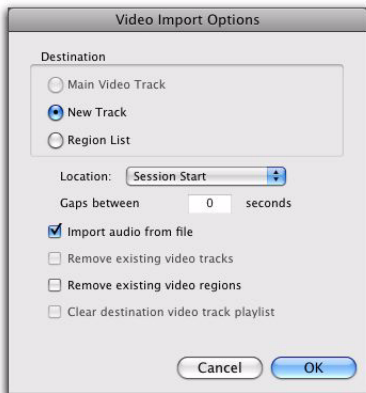 Video Import Options
Destination
Main Video Track
New Track
Region List
Location: Session Start
Gaps between 0 seconds
Import audio from file
Remove existing video tracks
Remove existing video regions
Clear destination video track playlist
Cancel OK